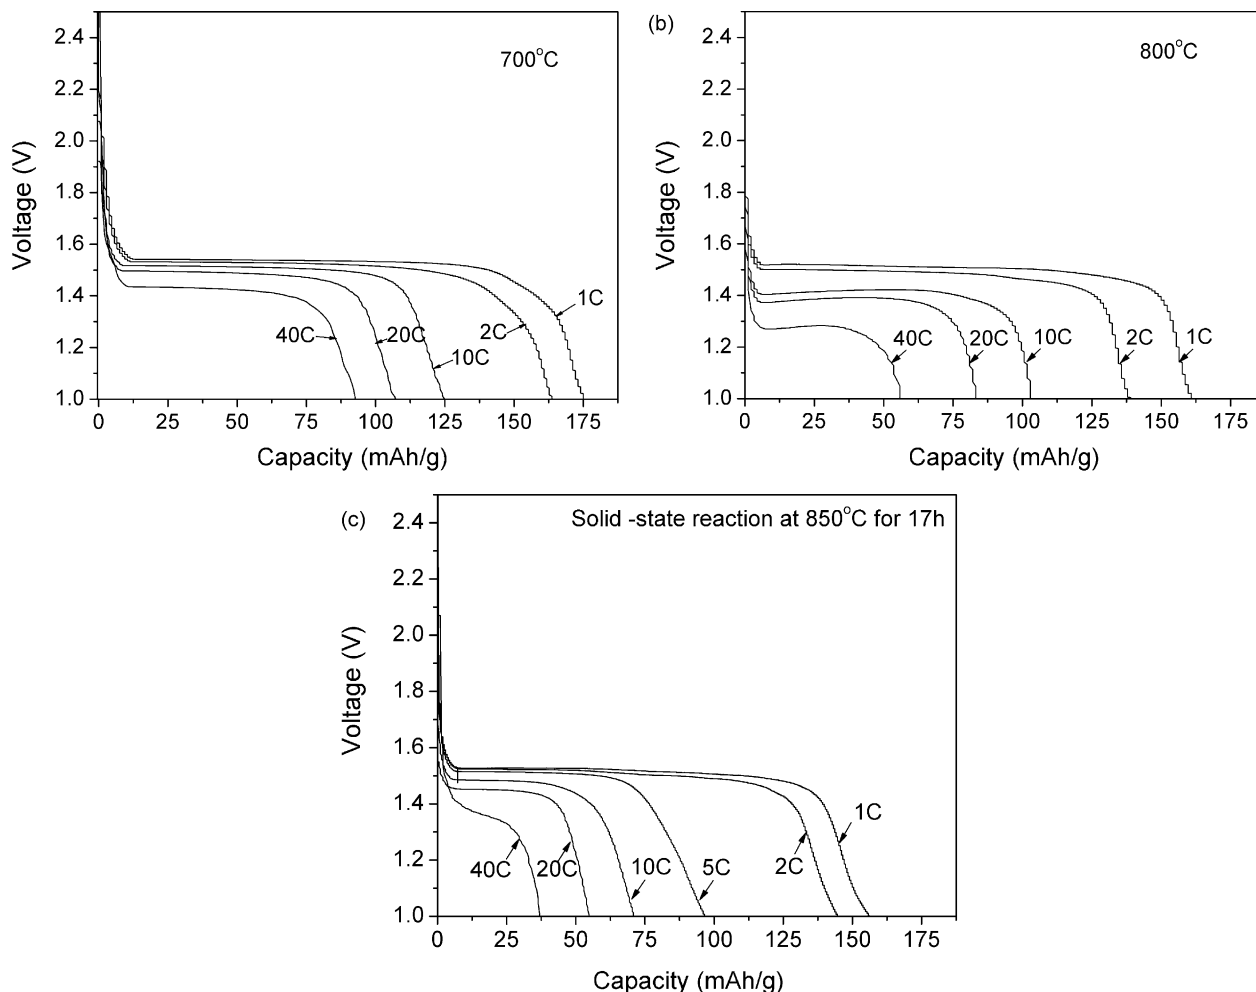 700°C
2.4
2.2
2.0
1.8
1.6
1.4
1.2
1.0
Voltage (V)
40C
20C
10C
2C
1C
0 25 50 75 100 125 150 175
Capacity (mAh/g)
(b)
800°C
2.4
2.2
2.0
1.8
1.6
1.4
1.2
1.0
Voltage (V)
40C
20C
10C
2C
1C
0 25 50 75 100 125 150 175
Capacity (mAh/g)
(c)
Solid -state reaction at 850°C for 17h
2.4
2.2
2.0
1.8
1.6
1.4
1.2
1.0
Voltage (V)
40C
20C
10C
5C
2C
1C
0 25 50 75 100 125 150 175
Capacity (mAh/g)